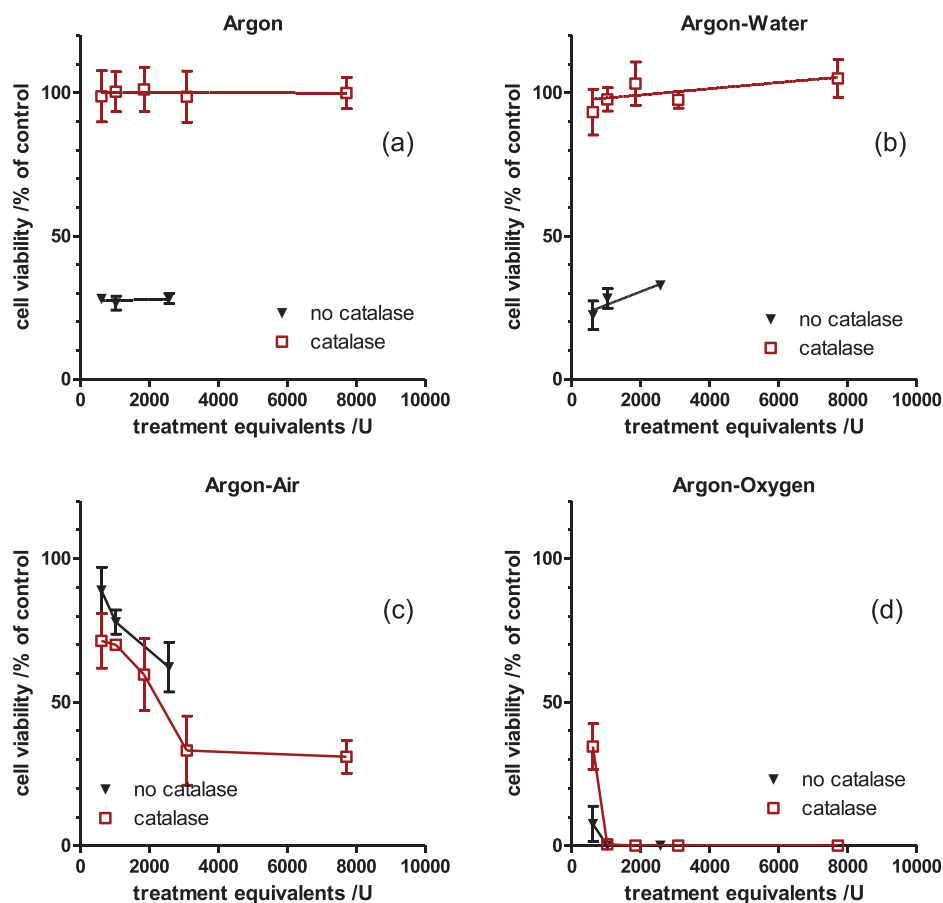 Argon
cell viability /% of control
100
50
0
(a)
no catalase
catalase
0 2000 4000 6000 8000 10000
treatment equivalents /U
Argon-Water
cell viability /% of control
100
50
0
(b)
no catalase
catalase
0 2000 4000 6000 8000 10000
treatment equivalents /U
Argon-Air
cell viability /% of control
100
50
0
(c)
no catalase
catalase
0 2000 4000 6000 8000 10000
treatment equivalents /U
Argon-Oxygen
cell viability /% of control
100
50
0
(d)
no catalase
catalase
0 2000 4000 6000 8000 10000
treatment equivalents /U